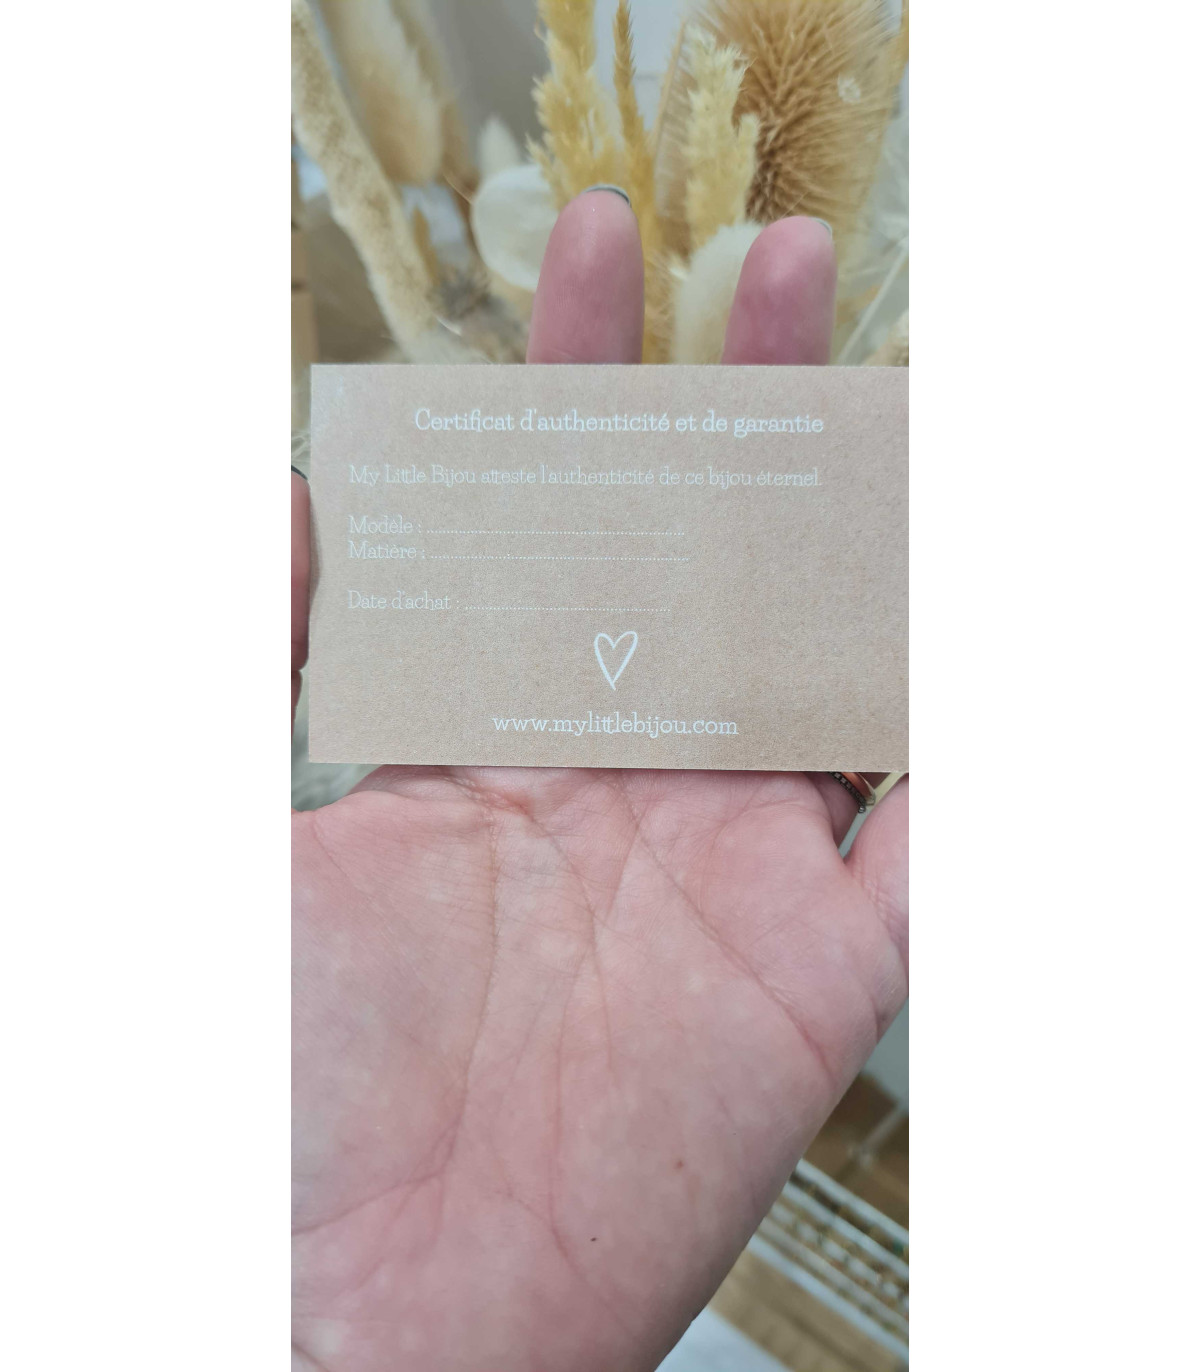 Certificat d'authenticité et de garantie
My Little Bijou atteste l'authenticité de ce bijou éternel.
Modèle : ..............................
Matière : ..............................
Date d'achat : ..............................
www.mylittlebijou.com